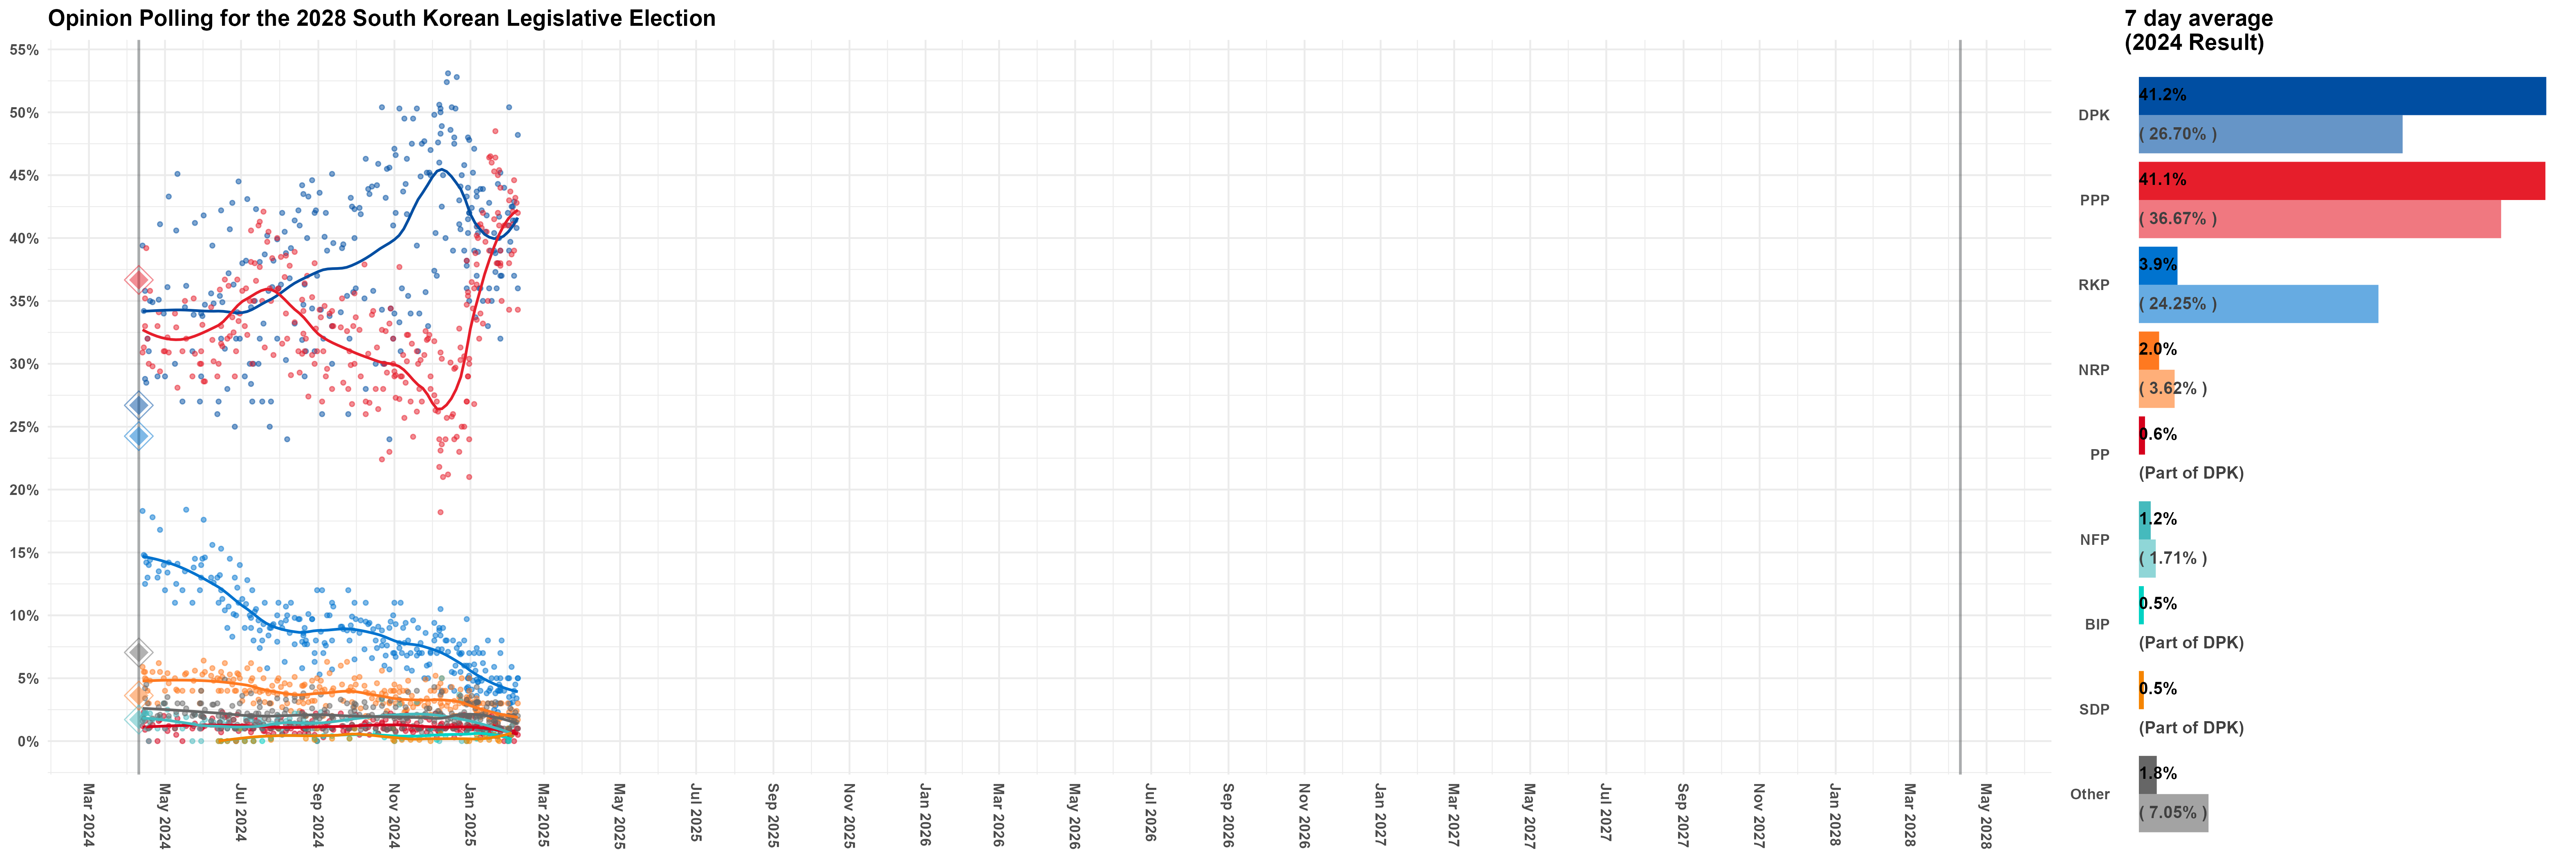 Opinion Polling for the 2028 South Korean Legislative Election
55%
50%
45%
40%
35%
30%
25%
20%
15%
10%
5%
0%
Mar 2024
May 2024
Jul 2024
Sep 2024
Nov 2024
Jan 2025
Mar 2025
May 2025
Jul 2025
Sep 2025
Nov 2025
Jan 2026
Mar 2026
May 2026
Jul 2026
Sep 2026
Nov 2026
Jan 2027
Mar 2027
May 2027
Jul 2027
Sep 2027
Nov 2027
Jan 2028
Mar 2028
May 2028
7 day average
(2024 Result)
DPK
41.2%
( 26.70% )
PPP
41.1%
( 36.67% )
RKP
3.9%
( 24.25% )
NRP
2.0%
( 3.62% )
PP
0.6%
(Part of DPK)
NFP
1.2%
( 1.71% )
BIP
0.5%
(Part of DPK)
SDP
0.5%
(Part of DPK)
Other
1.8%
( 7.05% )